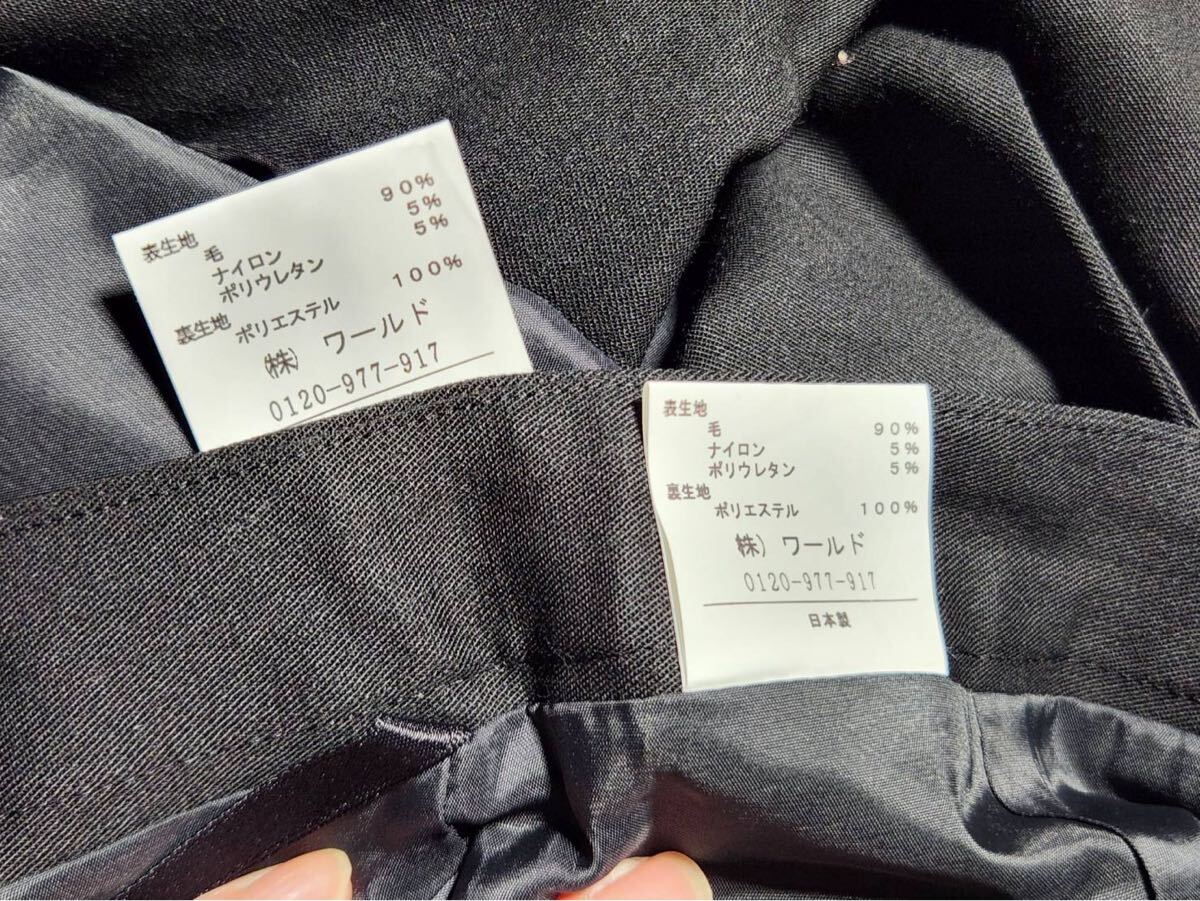 表生地
毛 90%
ナイロン 5%
ポリウレタン 5%
裏生地
ポリエステル 100%
㈱ ワールド
0120-977-917
表生地
毛 90%
ナイロン 5%
ポリウレタン 5%
裏生地
ポリエステル 100%
㈱ ワールド
0120-977-917
日本製